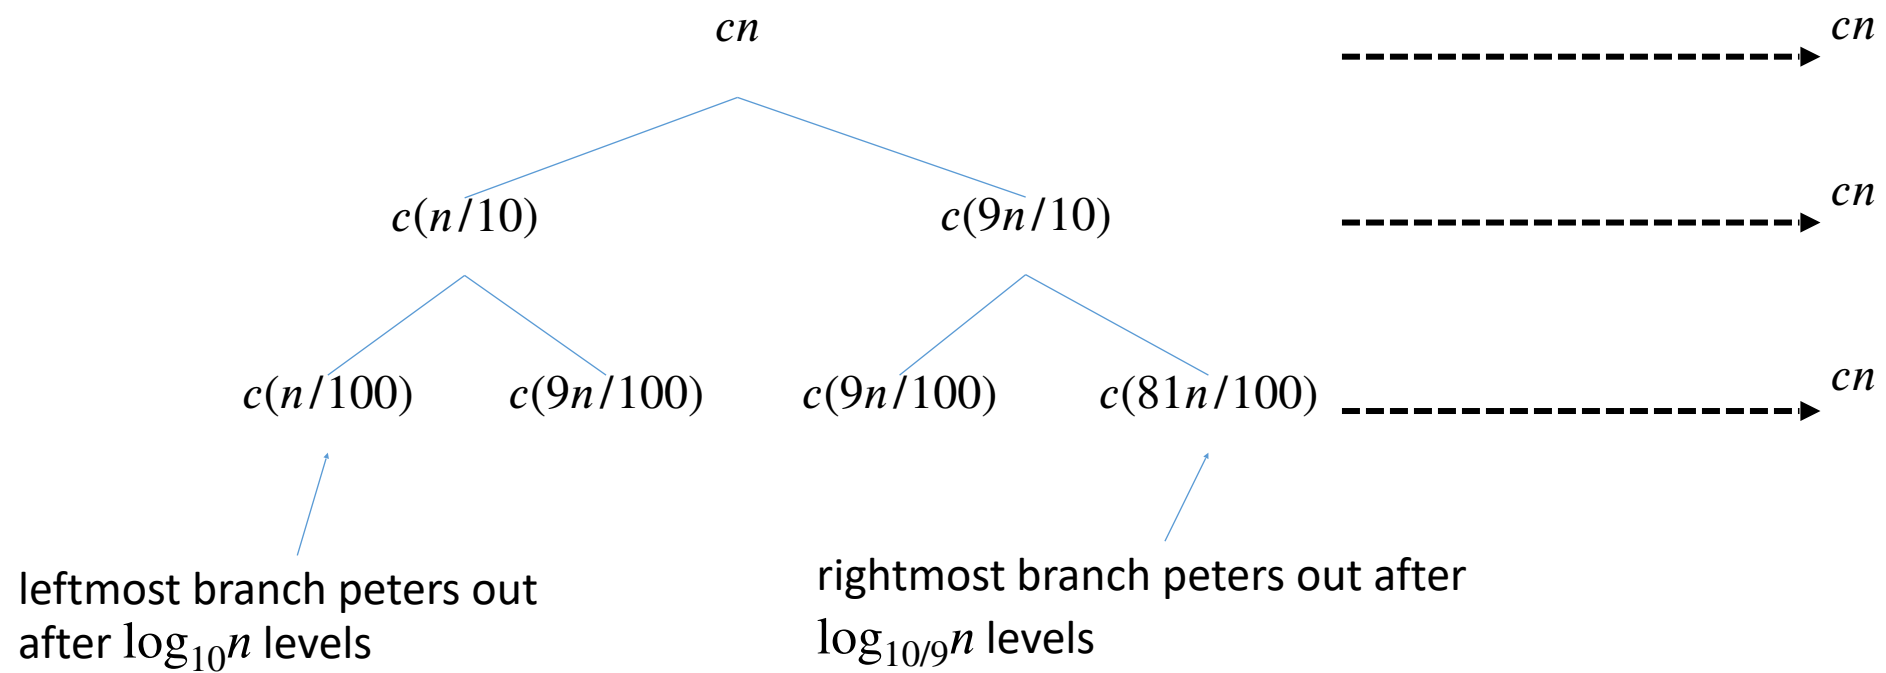 cn
cn
c(n/10)
c(9n/10)
cn
c(n/100)
c(9n/100)
c(9n/100)
c(81n/100)
cn
leftmost branch peters out
after log₁₀n levels
rightmost branch peters out after
log₁₀/₉n levels